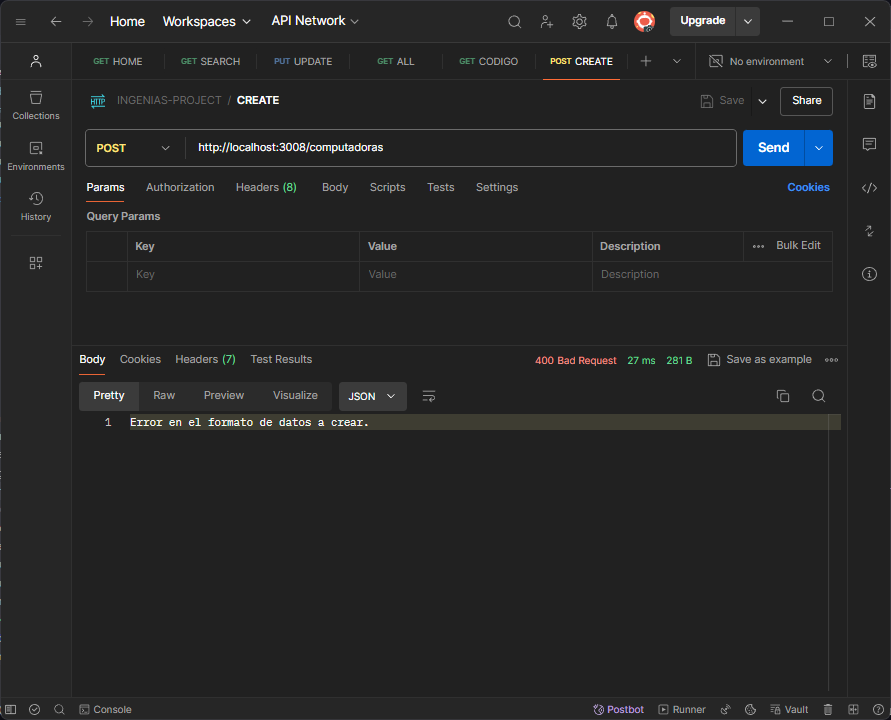 Home Workspaces API Network Upgrade
GET HOME GET SEARCH PUT UPDATE GET ALL GET CODIGO POST CREATE No environment
HTTP INGENIAS-PROJECT / CREATE Save Share
Collections
Environments
History
POST http://localhost:3008/computadoras Send
Params Authorization Headers (8) Body Scripts Tests Settings Cookies
Query Params
Key Value Description Bulk Edit
Key Value Description
Body Cookies Headers (7) Test Results 400 Bad Request 27 ms 281 B Save as example
Pretty Raw Preview Visualize JSON
1 Error en el formato de datos a crear.
Console Postbot Runner Vault